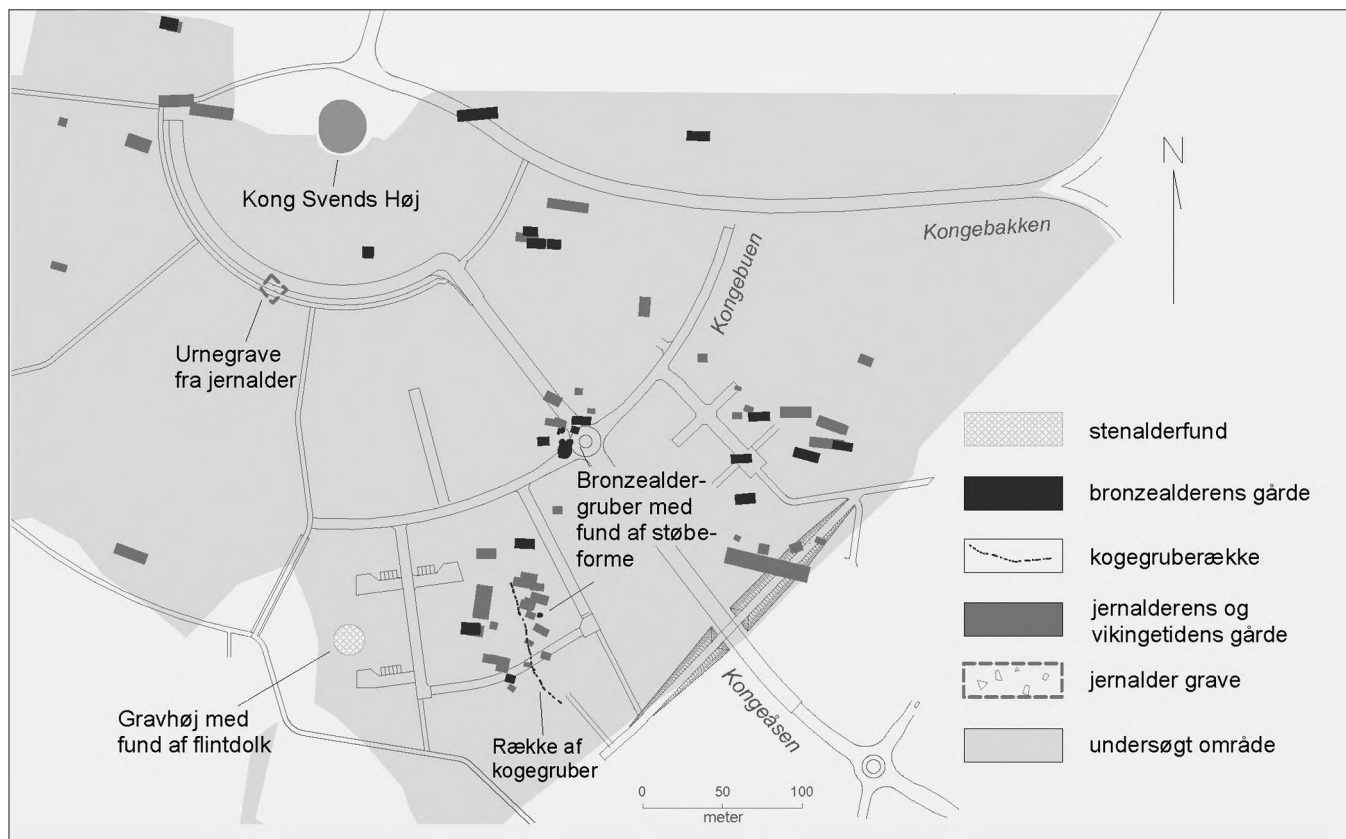 Kong Svends Høj
N
Kongebakken
Kongebuen
Urnegrave
fra jernalder
Bronzealder-
gruber med
fund af støbe-
forme
Gravhøj med
fund af flintdolk
Række af
kogegruber
Kongeåsen
0 50 100
meter
stenalderfund
bronzealderens gårde
kogegruberække
jernalderens og
vikingetidens gårde
jernalder grave
undersøgt område